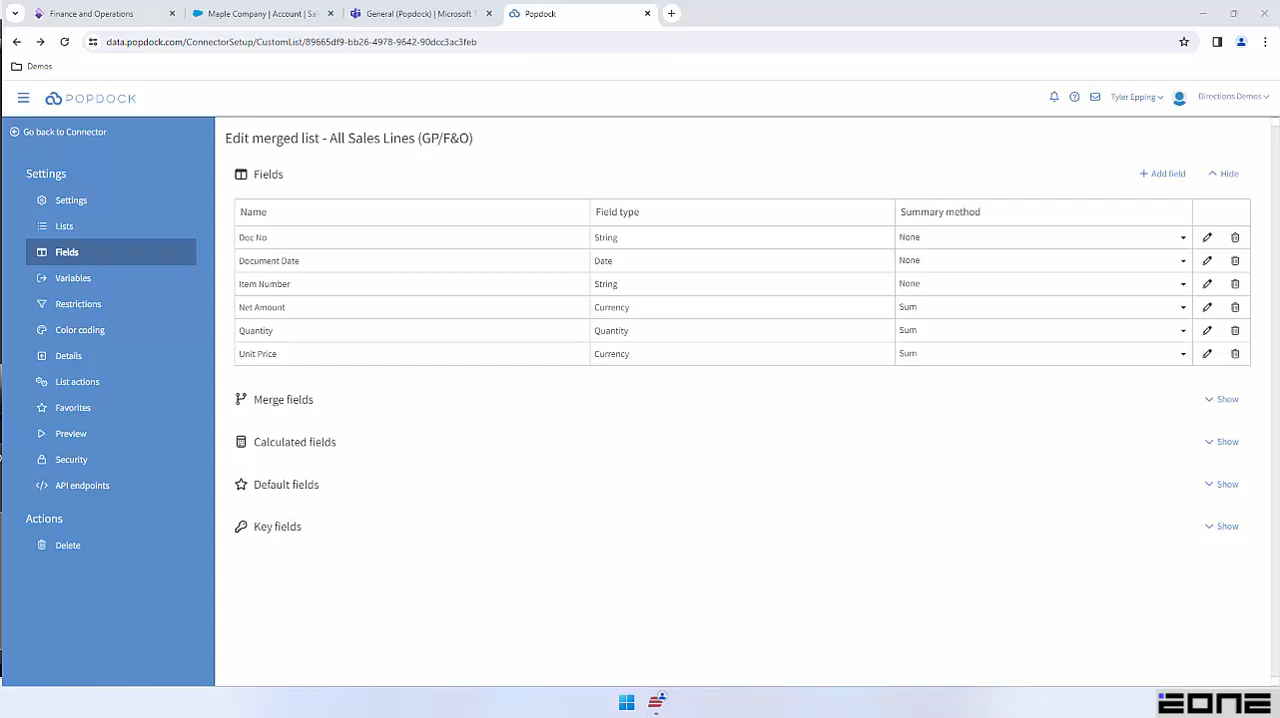 Finance and Operations
Maple Company | Account | Sa
General (Popdock) | Microsoft T
Popdock
data.popdock.com/ConnectorSetup/CustomList/89665df9-bb26-4978-9642-90dcc3ac3feb
Demos
POPDOCK
Tyler Epping
Directions Demos
Go back to Connector
Edit merged list - All Sales Lines (GP/F&O)
Settings
Settings
Lists
Fields
Variables
Restrictions
Color coding
Details
List actions
Favorites
Preview
Security
API endpoints
Actions
Delete
Fields
Add field
Hide
Name Field type Summary method
Doc No String None
Document Date Date None
Item Number String None
Net Amount Currency Sum
Quantity Quantity Sum
Unit Price Currency Sum
Merge fields Show
Calculated fields Show
Default fields Show
Key fields Show
eone